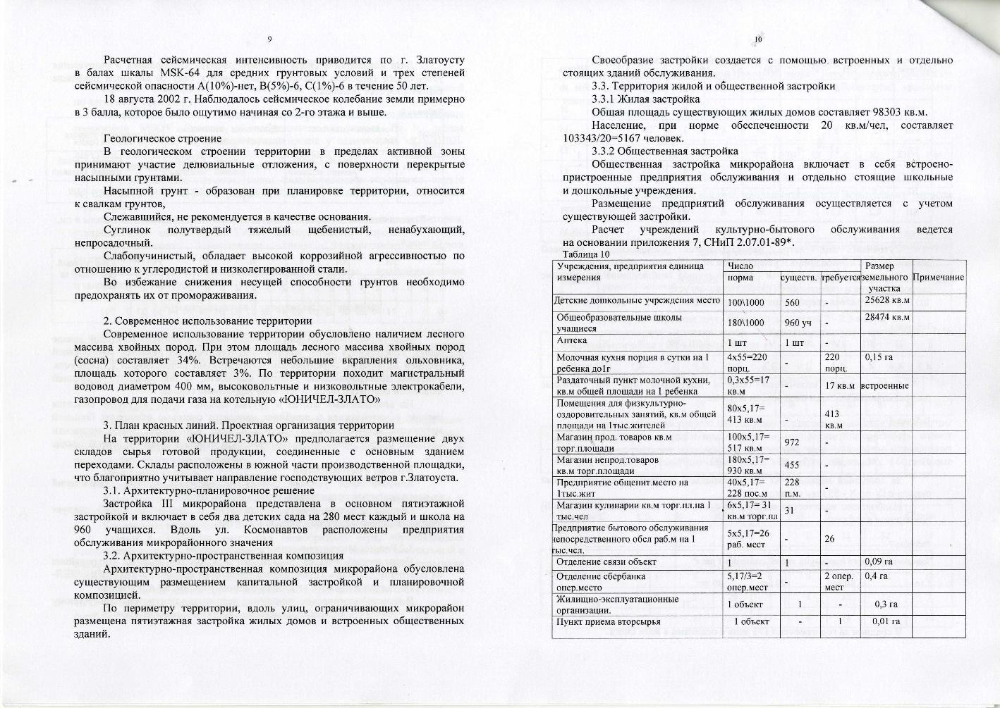 9
Расчетная сейсмическая интенсивность приводится по г. Златоусту
в балах шкалы MSK-64 для средних грунтовых условий и трех степеней
сейсмической опасности А(10%)-нет, В(5%)-6, С(1%)-6 в течение 50 лет.
18 августа 2002 г. Наблюдалось сейсмическое колебание земли примерно
в 3 балла, которое было ощутимо начиная со 2-го этажа и выше.
Геологическое строение
В геологическом строении территории в пределах активной зоны
принимают участие делювиальные отложения, с поверхности перекрытые
насыпными грунтами.
Насыпной грунт - образован при планировке территории, относится
к свалкам грунтов,
Слежавшийся, не рекомендуется в качестве основания.
Суглинок полутвердый тяжелый щебенистый, ненабухающий,
непросадочный.
Слабопучинистый, обладает высокой коррозийной агрессивностью по
отношению к углеродистой и низколегированной стали.
Во избежание снижения несущей способности грунтов необходимо
предохранять их от промораживания.
2. Современное использование территории
Современное использование территории обусловлено наличием лесного
массива хвойных пород. При этом площадь лесного массива хвойных пород
(сосна) составляет 34%. Встречаются небольшие вкрапления ольховника,
площадь которого составляет 3%. По территории походит магистральный
водовод диаметром 400 мм, высоковольтные и низковольтные электрокабели,
газопровод для подачи газа на котельную «ЮНИЧЕЛ-ЗЛАТО»
3. План красных линий. Проектная организация территории
На территории «ЮНИЧЕЛ-ЗЛАТО» предполагается размещение двух
складов сырья готовой продукции, соединенные с основным зданием
переходами. Склады расположены в южной части производственной площадки,
что благоприятно учитывает направление господствующих ветров г.Златоуста.
3.1. Архитектурно-планировочное решение
Застройка III микрорайона представлена в основном пятиэтажной
застройкой и включает в себя два детских сада на 280 мест каждый и школа на
960 учащихся. Вдоль ул. Космонавтов расположены предприятия
обслуживания микрорайонного значения
3.2. Архитектурно-пространственная композиция
Архитектурно-пространственная композиция микрорайона обусловлена
существующим размещением капитальной застройкой и планировочной
композицией.
По периметру территории, вдоль улиц, ограничивающих микрорайон
размещена пятиэтажная застройка жилых домов и встроенных общественных
зданий.
10
Своеобразие застройки создается с помощью встроенных и отдельно
стоящих зданий обслуживания.
3.3. Территория жилой и общественной застройки
3.3.1 Жилая застройка
Общая площадь существующих жилых домов составляет 98303 кв.м.
Население, при норме обеспеченности 20 кв.м/чел, составляет
103343/20=5167 человек.
3.3.2 Общественная застройка
Общественная застройка микрорайона включает в себя встроено-
пристроенные предприятия обслуживания и отдельно стоящие школьные
и дошкольные учреждения.
Размещение предприятий обслуживания осуществляется с учетом
существующей застройки.
Расчет учреждений культурно-бытового обслуживания ведется
на основании приложения 7, СНиП 2.07.01-89*.
Таблица 10
Учреждения, предприятия единица Число Размер
измерения норма существ. требуется земельного Примечание
участка
Детские дошкольные учреждения место 100\1000 560 - 25628 кв.м
Общеобразовательные школы 28474 кв.м
учащиеся 180\1000 960 уч -
Аптека 1 шт 1 шт -
Молочная кухня порция в сутки на 1 4х55=220 - 220 0,15 га
ребенка до1г порц. порц.
Раздаточный пункт молочной кухни, 0,3х55=17 - 17 кв.м встроенные
кв.м общей площади на 1 ребенка кв.м
Помещения для физкультурно-
оздоровительных занятий, кв.м общей 80х5,17= - 413
площади на 1тыс.жителей 413 кв.м кв.м
Магазин прод. товаров кв.м 100х5,17= 972 -
торг.площади 517 кв.м
Магазин непрод.товаров 180х5,17= 455 -
кв.м торг.площади 930 кв.м
Предприятие общепит.место на 40х5,17= 228 -
1тыс.жит 228 пос.м п.м.
Магазин кулинарии кв.м торг.пл.на 1 6х5,17= 31 31 -
тыс.чел кв.м торг.пл
Предприятие бытового обслуживания
непосредственного обсл раб.м на 1 5х5,17=26 - 26
тыс.чел. раб. мест
Отделение связи объект 1 1 - 0,09 га
Отделение сбербанка 5,17/3=2 - 2 опер. 0,4 га
опер.место опер.мест мест
Жилищно-эксплуатационные 1 объект 1 - 0,3 га
организации.
Пункт приема вторсырья 1 объект - 1 0,01 га